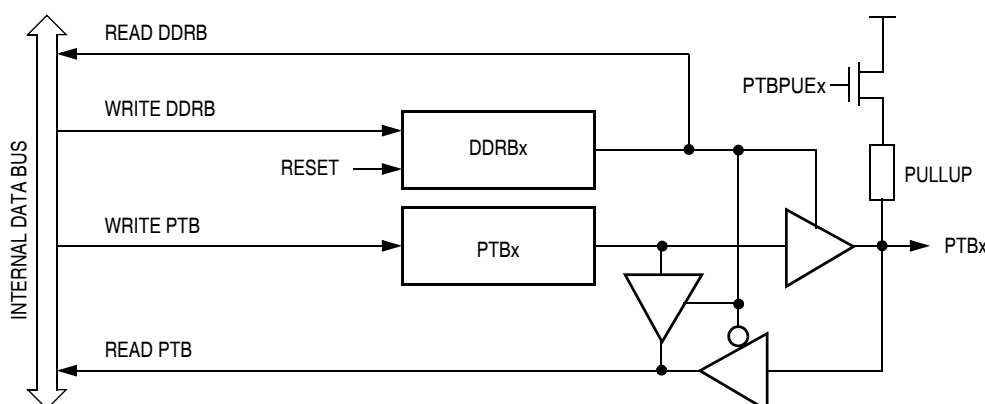 READ DDRB
PTBPUEx
WRITE DDRB
DDRBx
RESET
PULLUP
WRITE PTB
PTBx
PTBx
INTERNAL DATA BUS
READ PTB